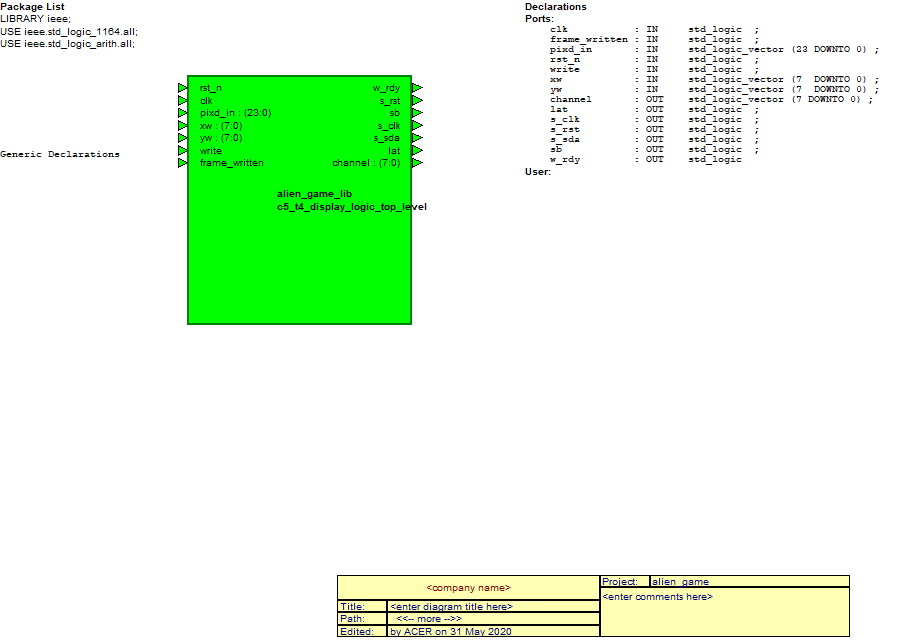 Package List
LIBRARY ieee;
USE ieee.std_logic_1164.all;
USE ieee.std_logic_arith.all;
Generic Declarations
rst_n w_rdy
clk s_rst
pixd_in : (23:0) sb
xw : (7:0) s_clk
yw : (7:0) s_sda
write lat
frame_written channel : (7:0)
alien_game_lib
c5_t4_display_logic_top_level
Declarations
Ports:
clk : IN std_logic ;
frame_written : IN std_logic ;
pixd_in : IN std_logic_vector (23 DOWNTO 0) ;
rst_n : IN std_logic ;
write : IN std_logic ;
xw : IN std_logic_vector (7 DOWNTO 0) ;
yw : IN std_logic_vector (7 DOWNTO 0) ;
channel : OUT std_logic_vector (7 DOWNTO 0) ;
lat : OUT std_logic ;
s_clk : OUT std_logic ;
s_rst : OUT std_logic ;
s_sda : OUT std_logic ;
sb : OUT std_logic ;
w_rdy : OUT std_logic
User:
<company name>
Title: <enter diagram title here>
Path: <<-- more -->>
Edited: by ACER on 31 May 2020
Project: alien_game
<enter comments here>